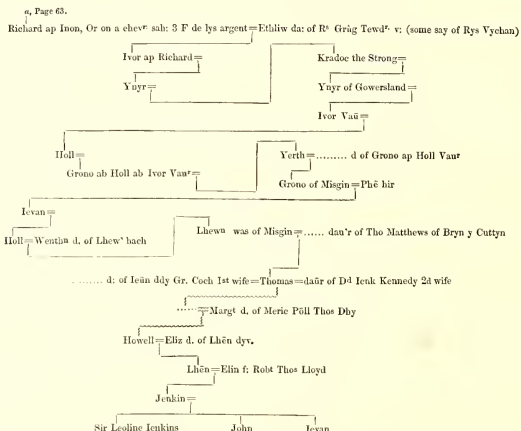 a, Page 63.
Richard ap Inon, Or on a chevr. sab: 3 F de lys argent=Ethliw da: of Rs Grûg Tewdr. v: (some say of Rys Vychan)
Ivor ap Richard= Kradoc the Strong=
Ynyr= Ynyr of Gowersland=
Ivor Vaū=
Holl= Yerth=......... d of Grono ap Holl Vaur
Grono ab Holl ab Ivor Vaur= Grono of Misgin=Phē hir
Ievan=
Holl=Wenthn d. of Lhewⁿ bach Lhewn was of Misgin=...... dau'r of Tho Matthews of Bryn y Cuttyn
......... d; of Ieūn ddy Gr. Coch 1st wife=Thomas=daūr of Dd Ienk Kennedy 2d wife
......=Margt d. of Meric Pōll Thos Dhy
Howell=Eliz d. of Lhēn dyv.
Lhēn=Elin f: Robt Thos Lloyd
Jenkin=
Sir Leoline Ienkins John Ievan